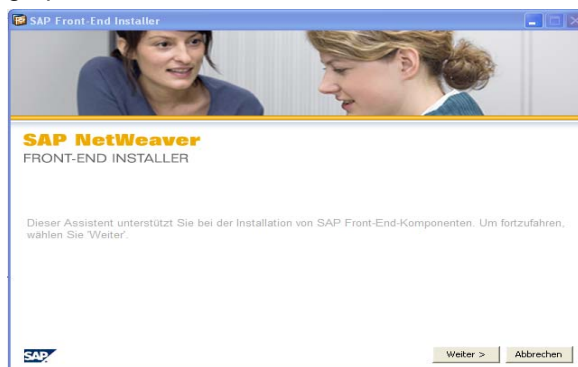 SAP Front-End Installer
SAP NetWeaver
FRONT-END INSTALLER
Dieser Assistent unterstützt Sie bei der Installation von SAP Front-End-Komponenten. Um fortzufahren,
wählen Sie 'Weiter'.
SAP
Weiter >
Abbrechen